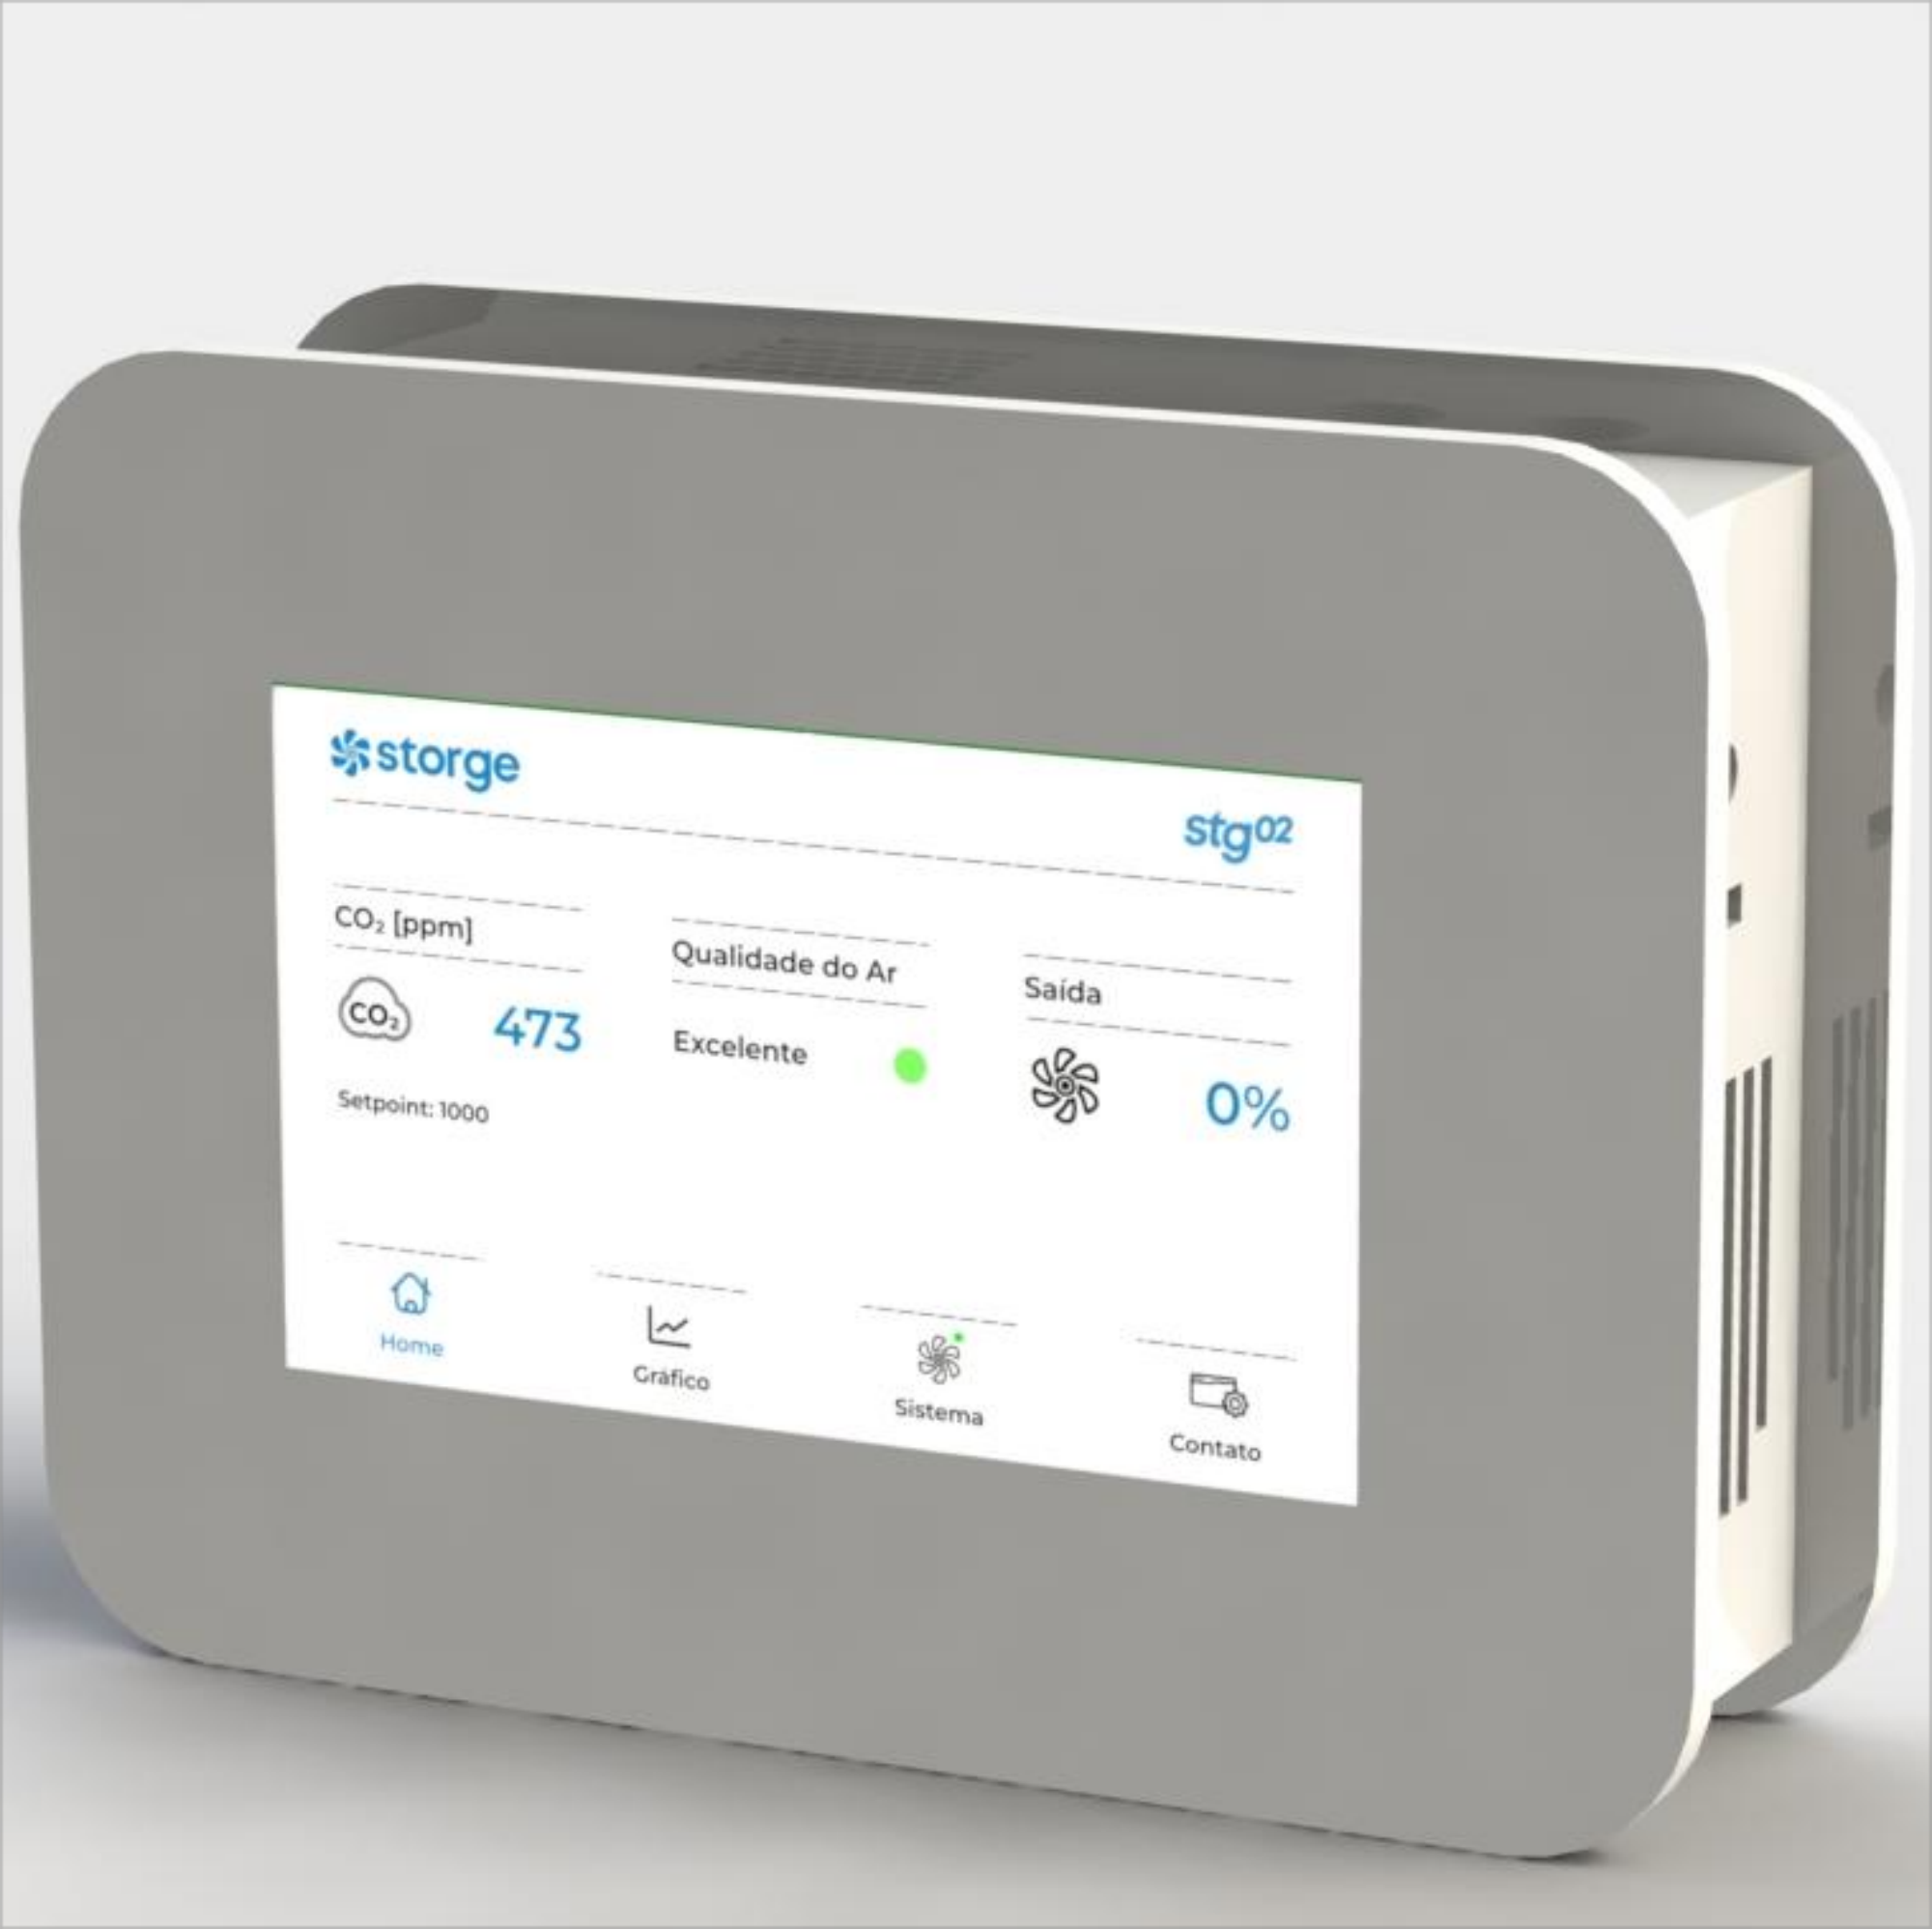 storge
stg02
CO₂ [ppm]
Qualidade do Ar
Saída
CO₂
473
Excelente
0%
Setpoint: 1000
Home
Gráfico
Sistema
Contato